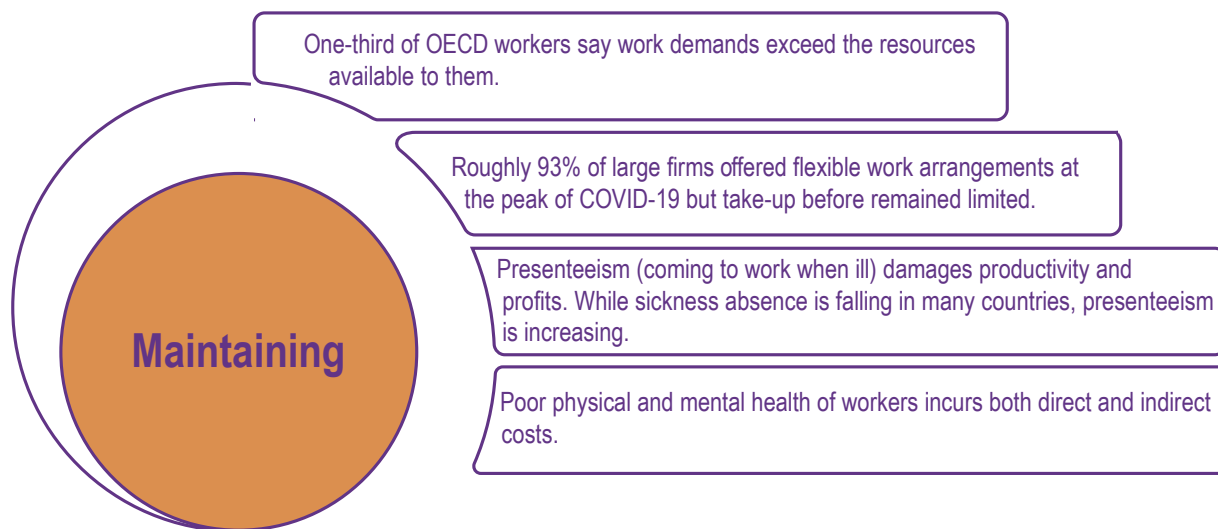 One-third of OECD workers say work demands exceed the resources
available to them.
Roughly 93% of large firms offered flexible work arrangements at
the peak of COVID-19 but take-up before remained limited.
Presenteeism (coming to work when ill) damages productivity and
profits. While sickness absence is falling in many countries, presenteeism
is increasing.
Maintaining
Poor physical and mental health of workers incurs both direct and indirect
costs.